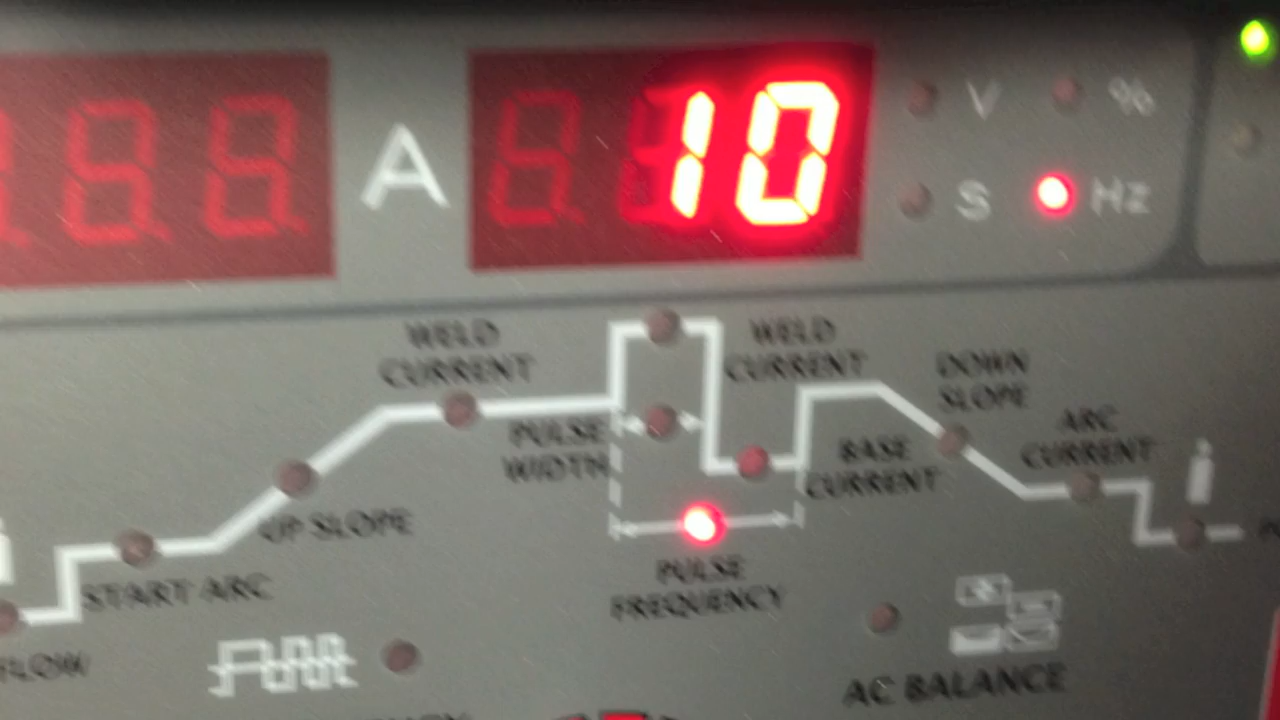 A
10
V
%
S
Hz
WELD
CURRENT
WELD
CURRENT
DOWN
SLOPE
PULSE
WIDTH
BASE
CURRENT
ARC
CURRENT
UP SLOPE
START ARC
PULSE
FREQUENCY
FLOW
AC BALANCE